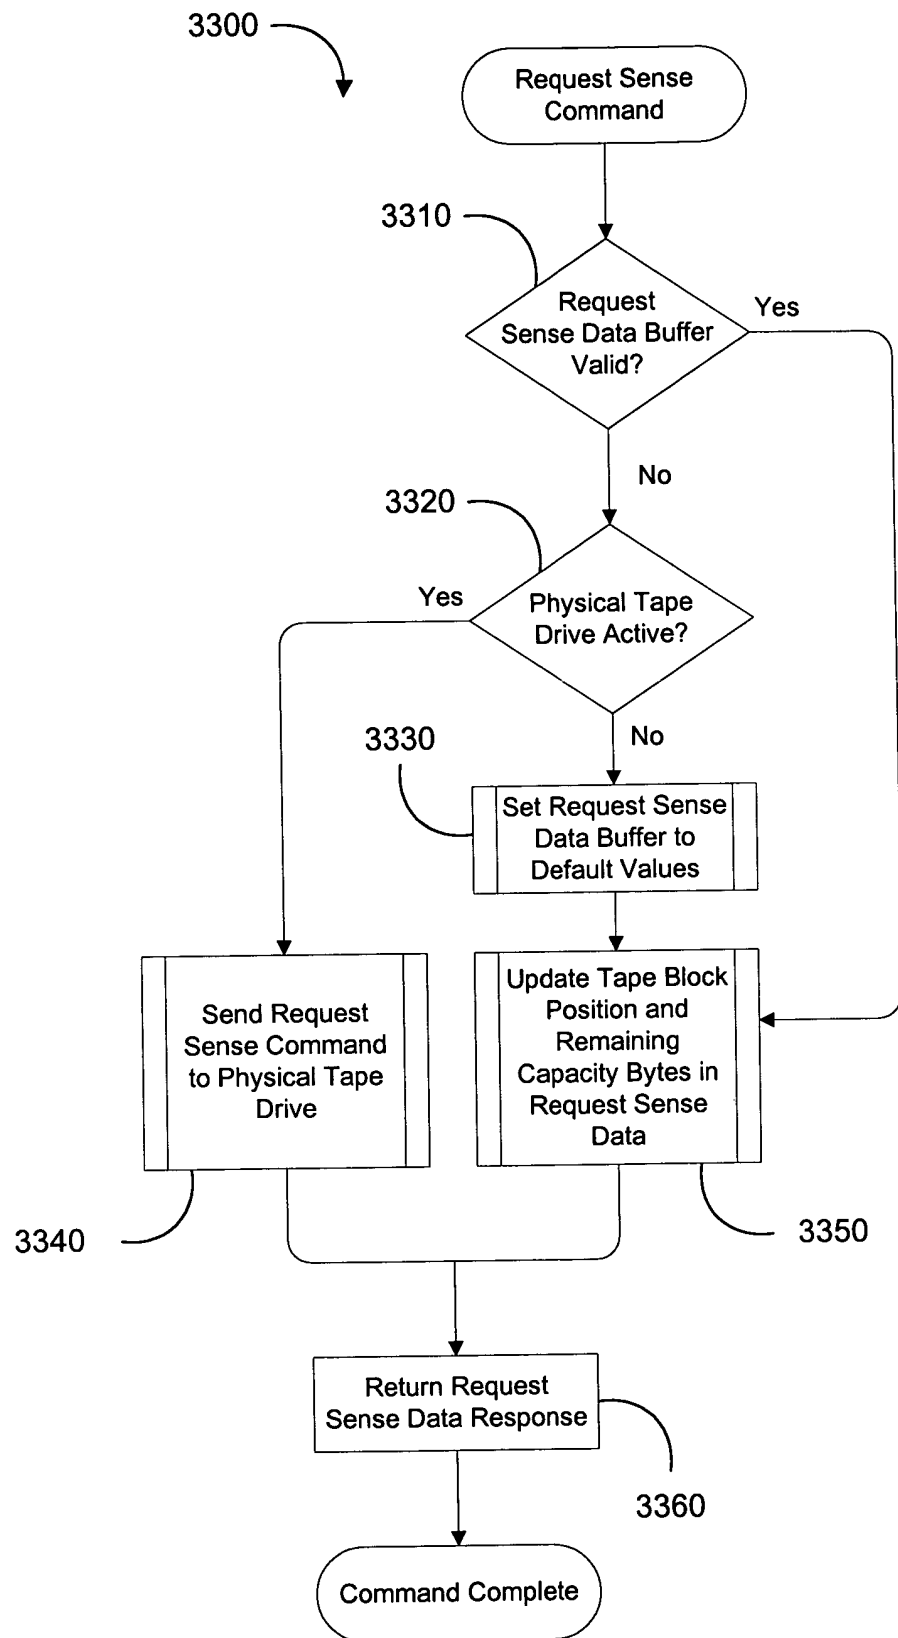 3300
Request Sense
Command
3310
Request
Sense Data Buffer
Valid?
Yes
No
3320
Yes
Physical Tape
Drive Active?
No
3330
Set Request Sense
Data Buffer to
Default Values
Send Request
Sense Command
to Physical Tape
Drive
Update Tape Block
Position and
Remaining
Capacity Bytes in
Request Sense
Data
3340
3350
Return Request
Sense Data Response
3360
Command Complete